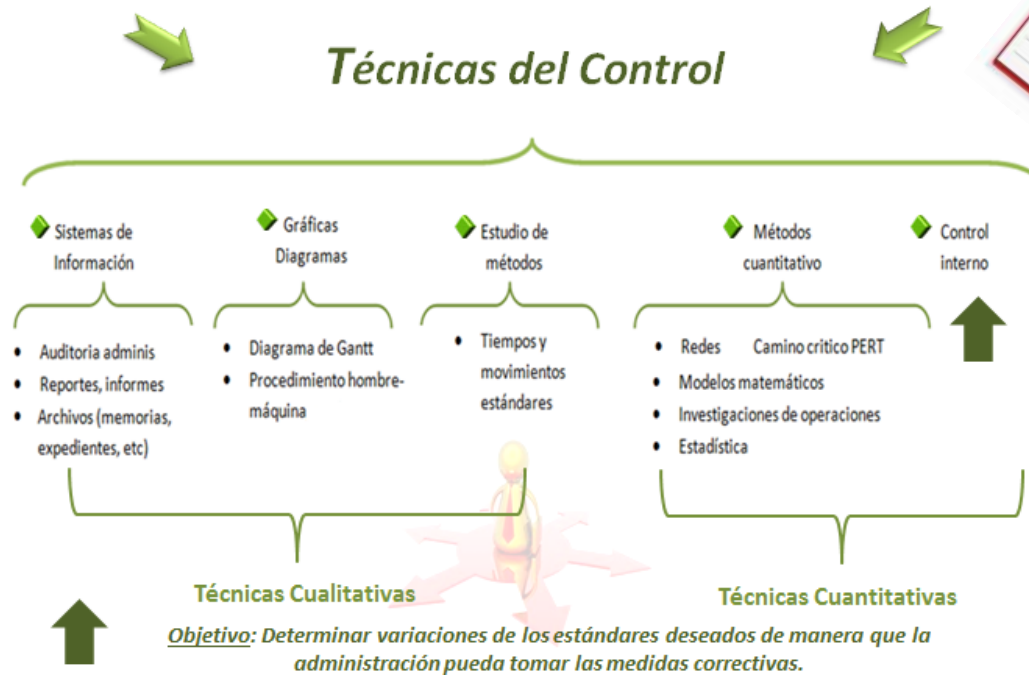 Técnicas del Control
Sistemas de
Información
Gráficas
Diagramas
Estudio de
métodos
Métodos
cuantitativo
Control
interno
• Auditoria adminis
• Reportes, informes
• Archivos (memorias,
expedientes, etc)
• Diagrama de Gantt
• Procedimiento hombre-
máquina
• Tiempos y
movimientos
estándares
• Redes Camino critico PERT
• Modelos matemáticos
• Investigaciones de operaciones
• Estadística
Técnicas Cualitativas
Técnicas Cuantitativas
Objetivo: Determinar variaciones de los estándares deseados de manera que la
administración pueda tomar las medidas correctivas.